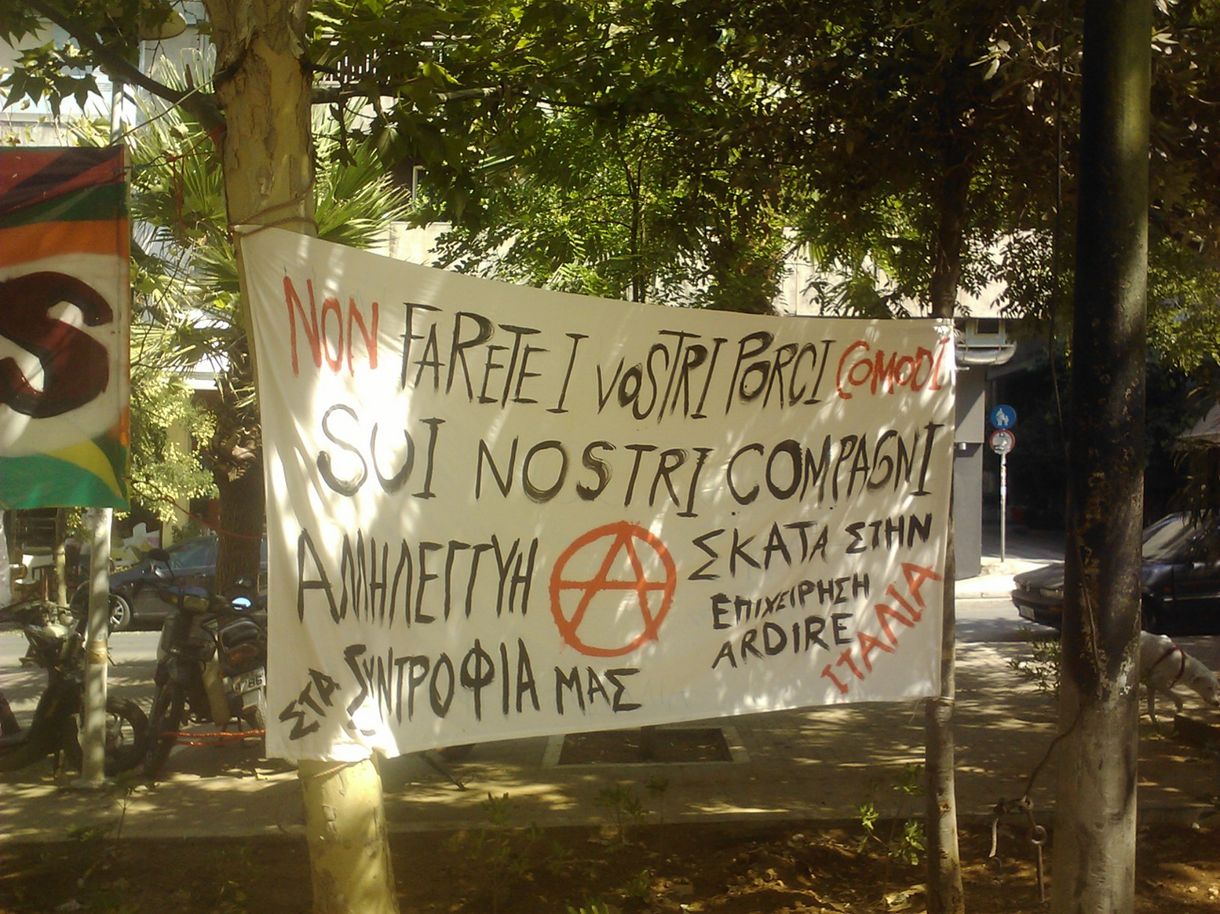 S
NON FARETE I VOSTRI PORCI COMODI
SUI NOSTRI COMPAGNI
ΑΛΛΗΛΕΓΓΥΗ
ΣΤΑ ΣΥΝΤΡΟΦΙΑ ΜΑΣ
A
ΣΚΑΤΑ ΣΤΗΝ
ΕΠΙΧΕΙΡΗΣΗ
ARDIRE
ΙΤΑΛΙΑ